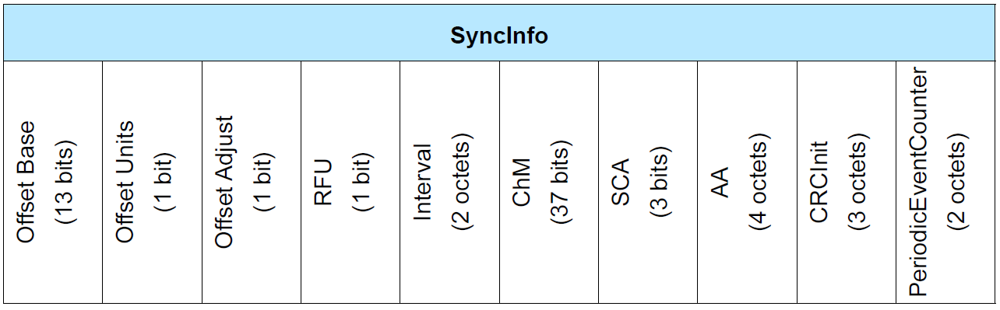 SyncInfo
Offset Base
(13 bits)
Offset Units
(1 bit)
Offset Adjust
(1 bit)
RFU
(1 bit)
Interval
(2 octets)
ChM
(37 bits)
SCA
(3 bits)
AA
(4 octets)
CRCInit
(3 octets)
PeriodicEventCounter
(2 octets)